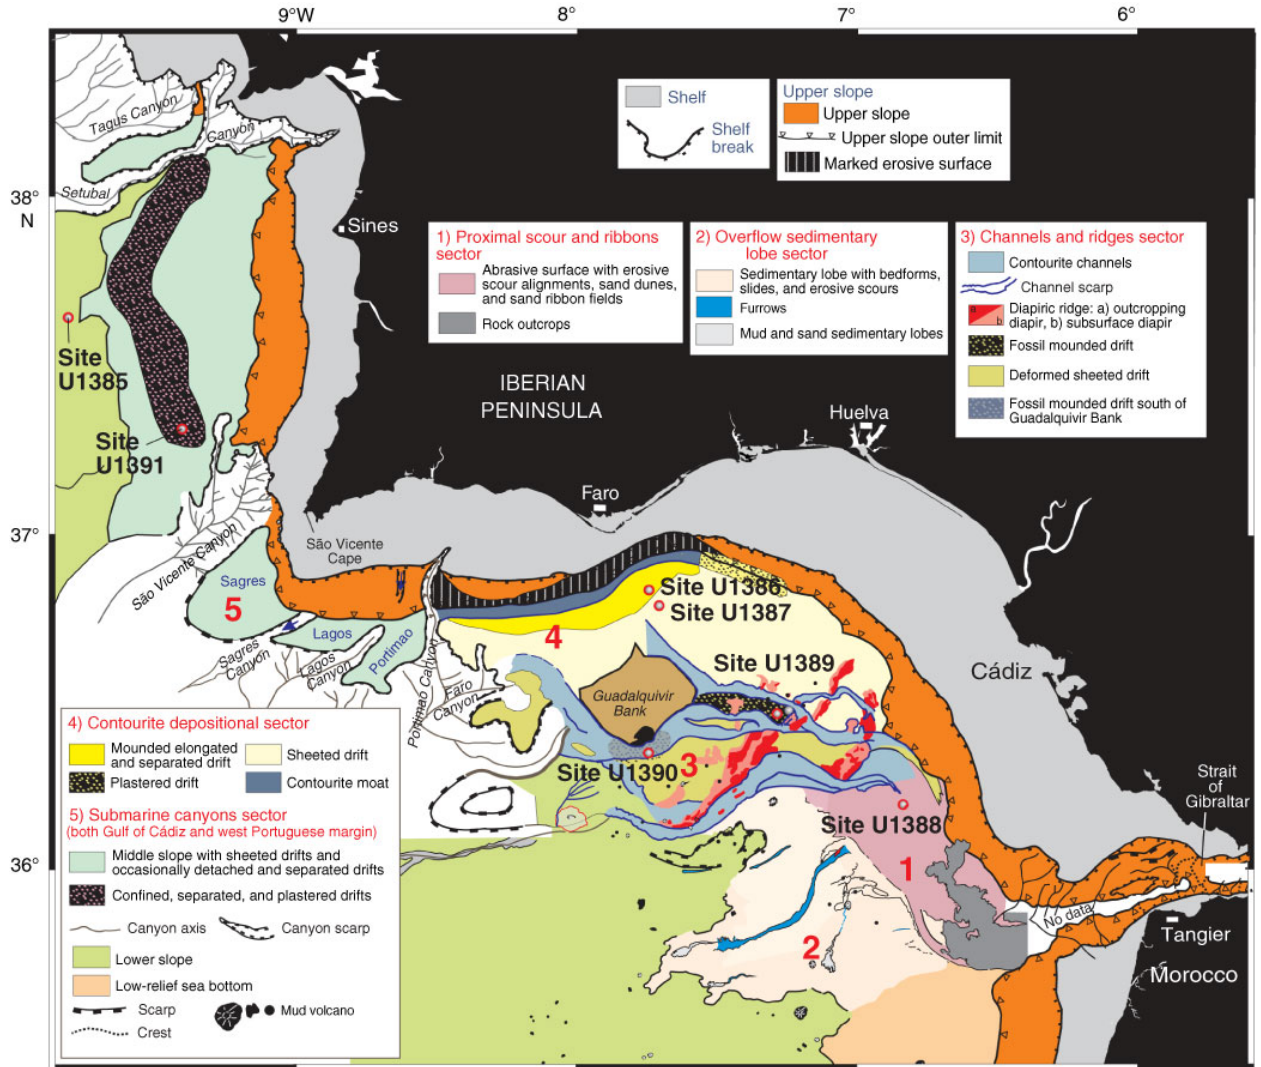 9°W
8°
7°
6°
38°
N
37°
36°
Shelf
Shelf
break
Upper slope
Upper slope
Upper slope outer limit
Marked erosive surface
1) Proximal scour and ribbons
sector
Abrasive surface with erosive
scour alignments, sand dunes,
and sand ribbon fields
Rock outcrops
2) Overflow sedimentary
lobe sector
Sedimentary lobe with bedforms,
slides, and erosive scours
Furrows
Mud and sand sedimentary lobes
3) Channels and ridges sector
Contourite channels
Channel scarp
a
b
Diapiric ridge: a) outcropping
diapir, b) subsurface diapir
Fossil mounded drift
Deformed sheeted drift
Fossil mounded drift south of
Guadalquivir Bank
Tagus Canyon
Canyon
Setubal
Sines
Site
U1385
Site
U1391
IBERIAN
PENINSULA
Huelva
Faro
São Vicente
Cape
São Vicente Canyon
Sagres
5
Lagos
Portimao
Sagres
Canyon
Lagos
Canyon
Portimao Canyon
Faro
Canyon
4
Site U1386
Site U1387
Site U1389
Guadalquivir
Bank
Site U1390
3
Site U1388
1
2
Cádiz
Strait
of
Gibraltar
No data
Tangier
Morocco
4) Contourite depositional sector
Mounded elongated
and separated drift
Sheeted drift
Plastered drift
Contourite moat
5) Submarine canyons sector
(both Gulf of Cádiz and west Portuguese margin)
Middle slope with sheeted drifts and
occasionally detached and separated drifts
Confined, separated, and plastered drifts
Canyon axis
Canyon scarp
Lower slope
Low-relief sea bottom
Scarp
Mud volcano
Crest